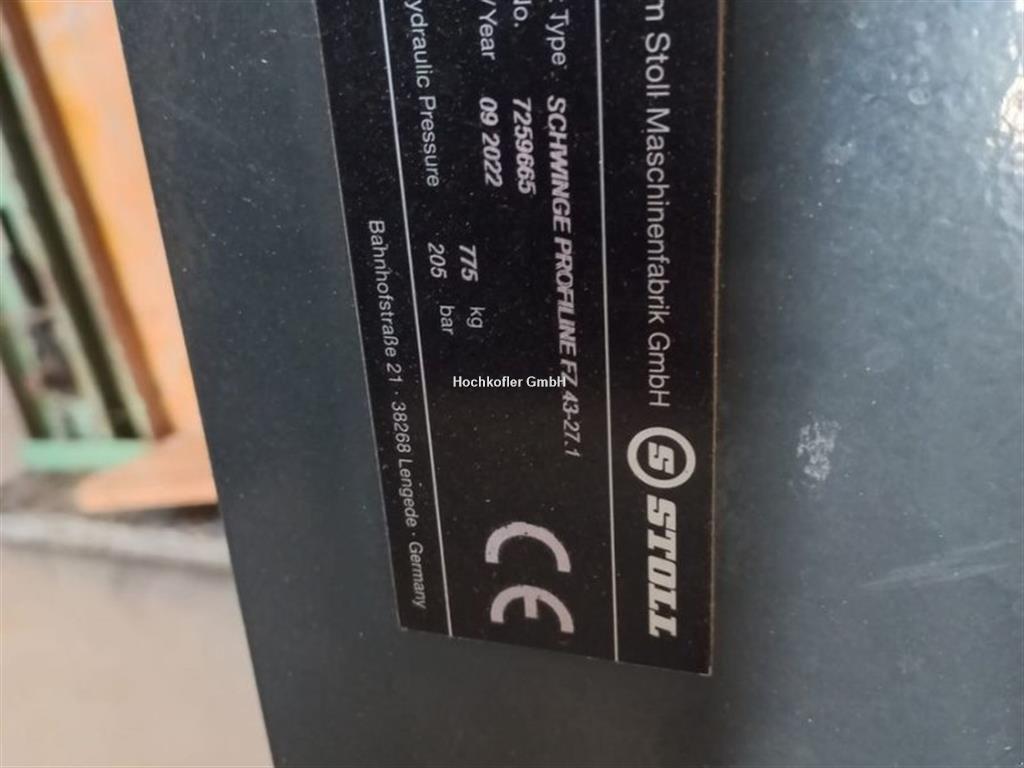 m Stoll Maschinenfabrik GmbH
STOLL
Type SCHWINGE PROFILINE FZ 43-27.1
No. 7259665
/Year 09 2022
775 kg
ydraulic Pressure 205 bar
Bahnhofstraße 21 · 38268 Lengede · Germany
CE
Hochkofler GmbH